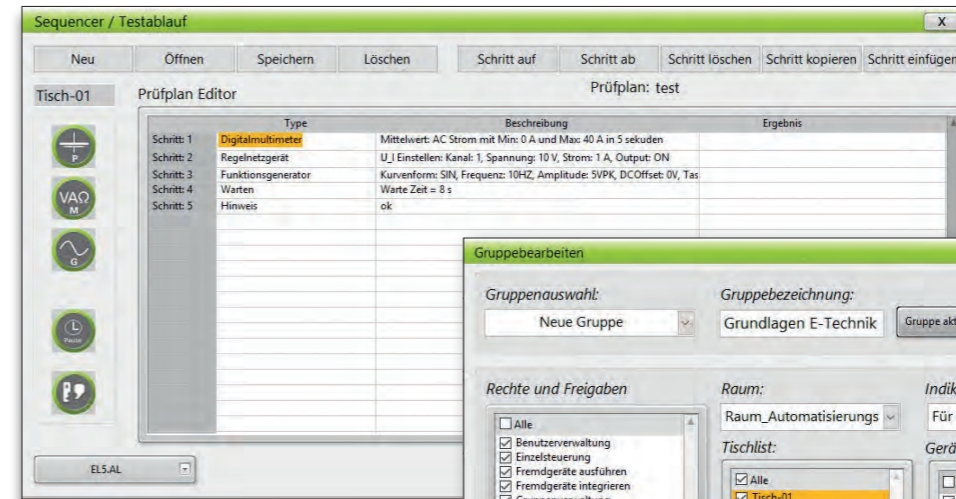 Sequencer / Testablauf
X
Neu
Öffnen
Speichern
Löschen
Schritt auf
Schritt ab
Schritt löschen
Schritt kopieren
Schritt einfügen
Tisch-01
Prüfplan Editor
Prüfplan: test
Type
Beschreibung
Ergebnis
Schritt: 1 Digitalmultimeter Mittelwert: AC Strom mit Min: 0 A und Max: 40 A in 5 sekuden
Schritt: 2 Regelnetzgerät U_I Einstellen: Kanal: 1, Spannung: 10 V, Strom: 1 A, Output: ON
Schritt: 3 Funktionsgenerator Kurvenform: SIN, Frequenz: 10HZ, Amplitude: 5VPK, DCOffset: 0V, Tas
Schritt: 4 Warten Warte Zeit = 8 s
Schritt: 5 Hinweis ok
P
VAΩ
M
G
Pause
EL5.AL
Gruppebearbeiten
Gruppenauswahl:
Gruppebezeichnung:
Neue Gruppe
Grundlagen E-Technik
Gruppe akt
Rechte und Freigaben
Raum:
Indik
Raum_Automatisierungs
Für
Alle
Benutzerverwaltung
Einzelsteuerung
Fremdgeräte ausführen
Fremdgeräte integrieren
Tischlist:
Gerä
Alle
Tisch-01